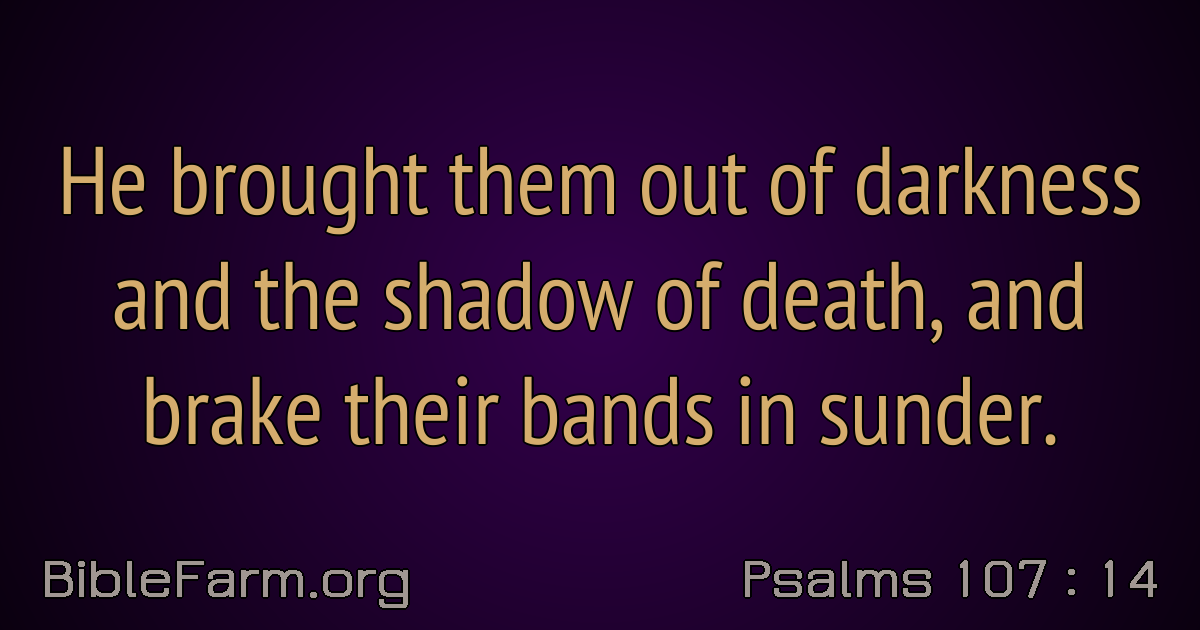 He brought them out of darkness
and the shadow of death, and
brake their bands in sunder.
BibleFarm.org
Psalms 107 : 14